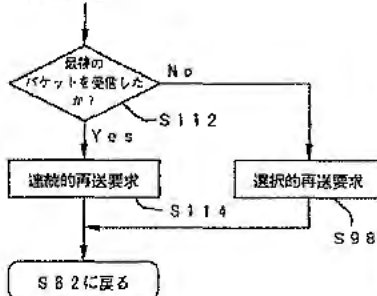 最後の
パケットを受信した
か?
No
S112
Yes
連続的再送要求
選択的再送要求
S114
S98
S82に戻る